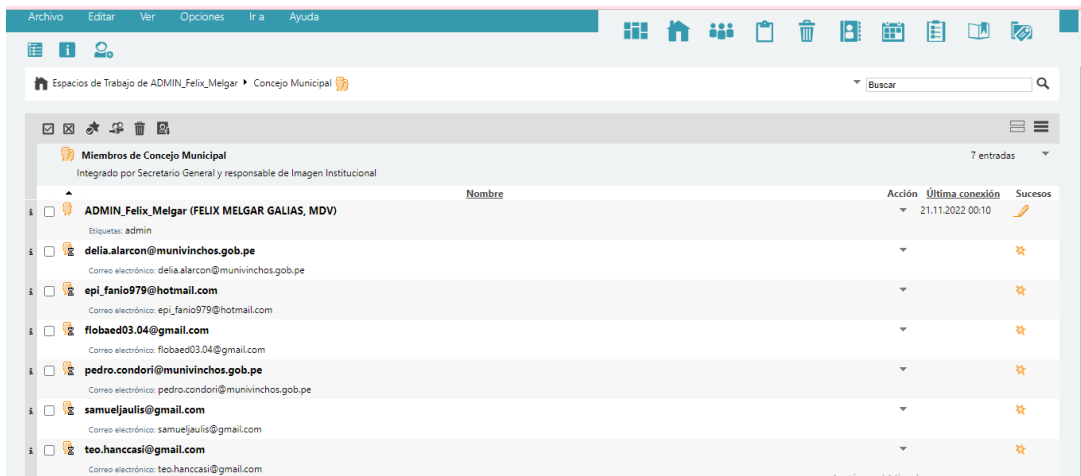 Archivo Editar Ver Opciones Ir a Ayuda
Espacios de Trabajo de ADMIN_Felix_Melgar Concejo Municipal
Buscar
Miembros de Concejo Municipal 7 entradas
Integrado por Secretario General y responsable de Imagen Institucional
Nombre Acción Última conexión Sucesos
ADMIN_Felix_Melgar (FELIX MELGAR GALIAS, MDV) 21.11.2022 00:10
Etiquetas: admin
delia.alarcon@munivinchos.gob.pe
Correo electrónico: delia.alarcon@munivinchos.gob.pe
epi_fanio979@hotmail.com
Correo electrónico: epi_fanio979@hotmail.com
flobaed03.04@gmail.com
Correo electrónico: flobaed03.04@gmail.com
pedro.condori@munivinchos.gob.pe
Correo electrónico: pedro.condori@munivinchos.gob.pe
samueljaulis@gmail.com
Correo electrónico: samueljaulis@gmail.com
teo.hanccasi@gmail.com
Correo electrónico: teo.hanccasi@gmail.com